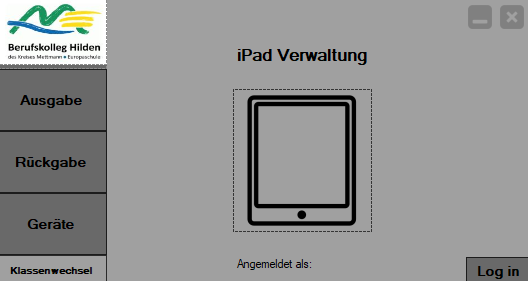 Berufskolleg Hilden
des Kreises Mettmann ▪ Europaschule
iPad Verwaltung
Ausgabe
Rückgabe
Geräte
Klassenwechsel
Angemeldet als:
Log in